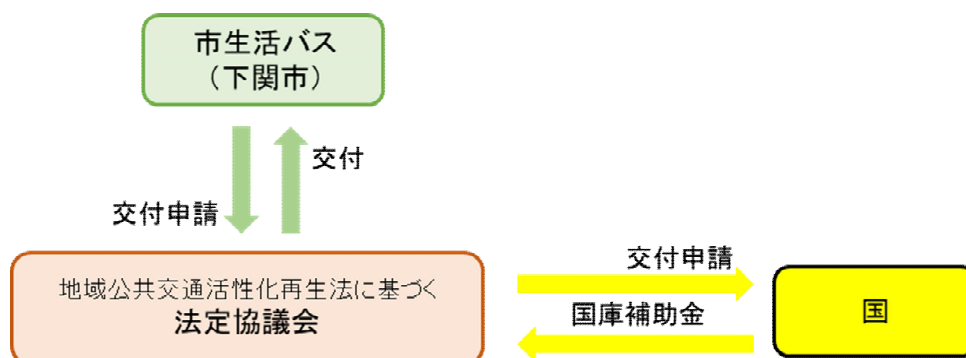 市生活バス
（下関市）
交付
交付申請
地域公共交通活性化再生法に基づく
法定協議会
交付申請
国庫補助金
国